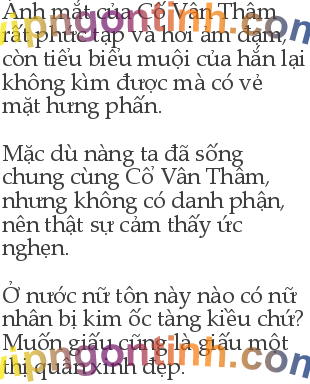 Ánh mắt của Cổ Vân Thâm
rất phức tạp và hơi ảm đạm,
còn tiểu biểu muội của hắn lại
không kìm được mà có vẻ
mặt hưng phấn.
Mặc dù nàng ta đã sống
chung cùng Cổ Vân Thâm,
nhưng không có danh phận,
nên thật sự cảm thấy ức
nghẹn.
Ở nước nữ tôn này nào có nữ
nhân bị kim ốc tàng kiều chứ?
Muốn giấu cũng là giấu một
thị quân xinh đẹp.
vipngontinh.com
vipngontinh.com